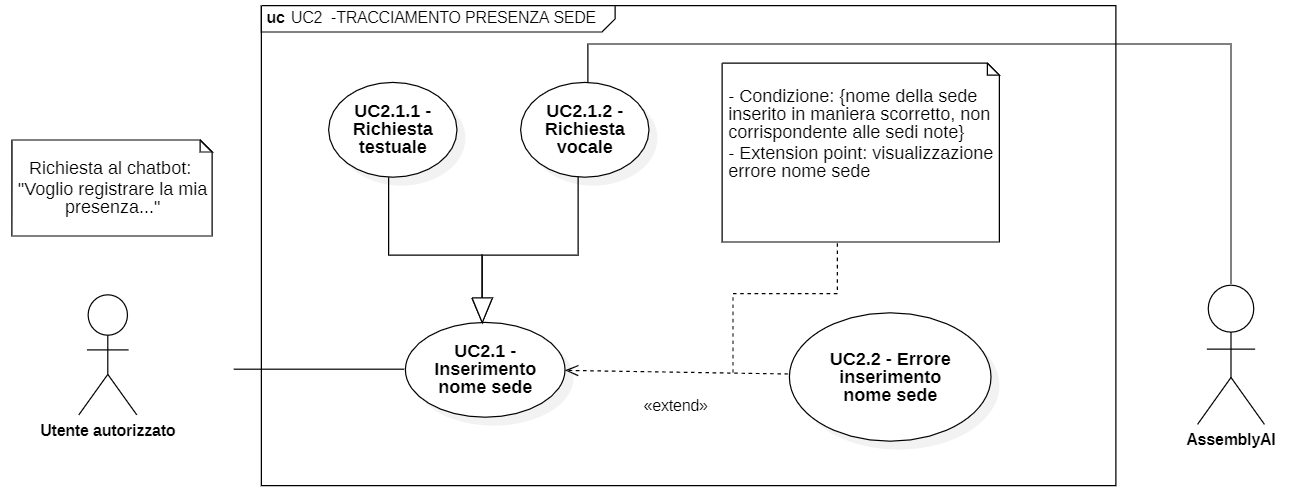 uc UC2 -TRACCIAMENTO PRESENZA SEDE
UC2.1.1 -
Richiesta
testuale
UC2.1.2 -
Richiesta
vocale
- Condizione: {nome della sede
inserito in maniera scorretto, non
corrispondente alle sedi note}
- Extension point: visualizzazione
errore nome sede
Richiesta al chatbot:
"Voglio registrare la mia
presenza..."
UC2.1 -
Inserimento
nome sede
«extend»
UC2.2 - Errore
inserimento
nome sede
Utente autorizzato
AssemblyAI